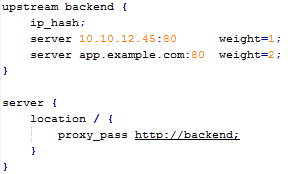 upstream backend {
ip_hash;
server 10.10.12.45:80 weight=1;
server app.example.com:80 weight=2;
}
server {
location / {
proxy_pass http://backend;
}
}